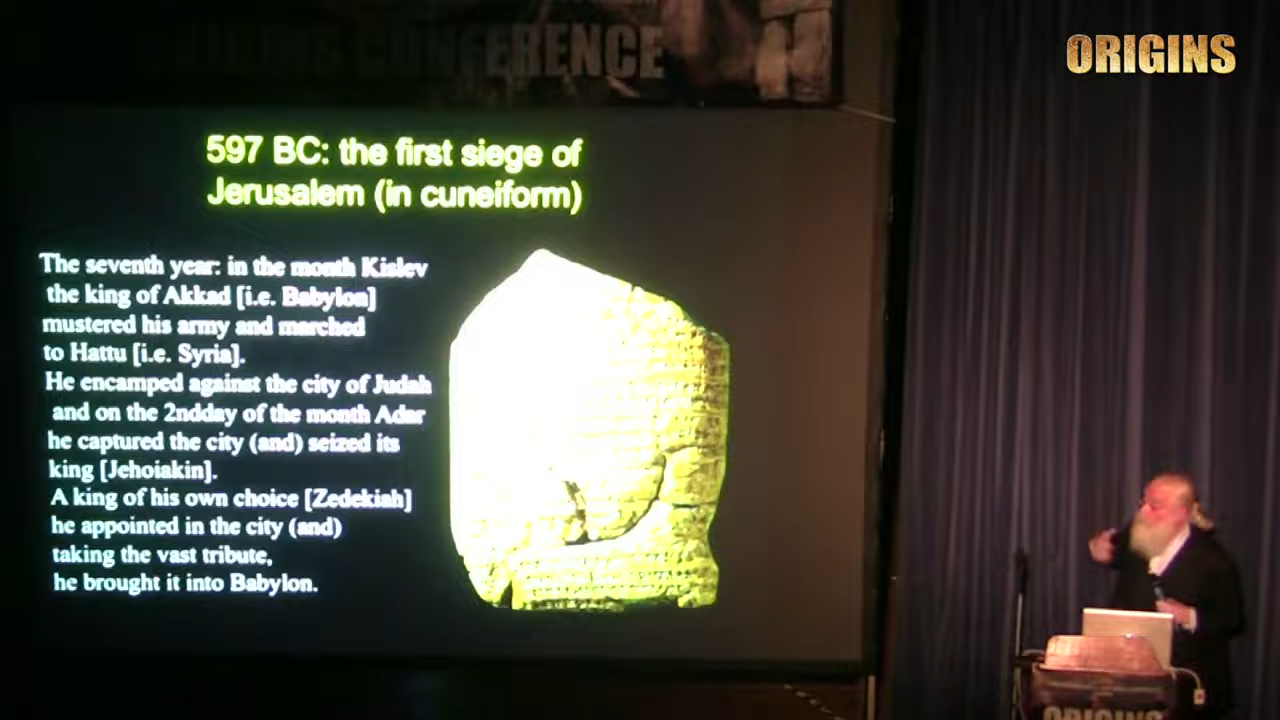 ORIGINS CONFERENCE
ORIGINS
597 BC: the first siege of
Jerusalem (in cuneiform)
The seventh year: in the month Kislev
the king of Akkad [i.e. Babylon]
mustered his army and marched
to Hattu [i.e. Syria].
He encamped against the city of Judah
and on the 2ndday of the month Adar
he captured the city (and) seized its
king [Jehoiakin].
A king of his own choice [Zedekiah]
he appointed in the city (and)
taking the vast tribute,
he brought it into Babylon.
ORIGINS